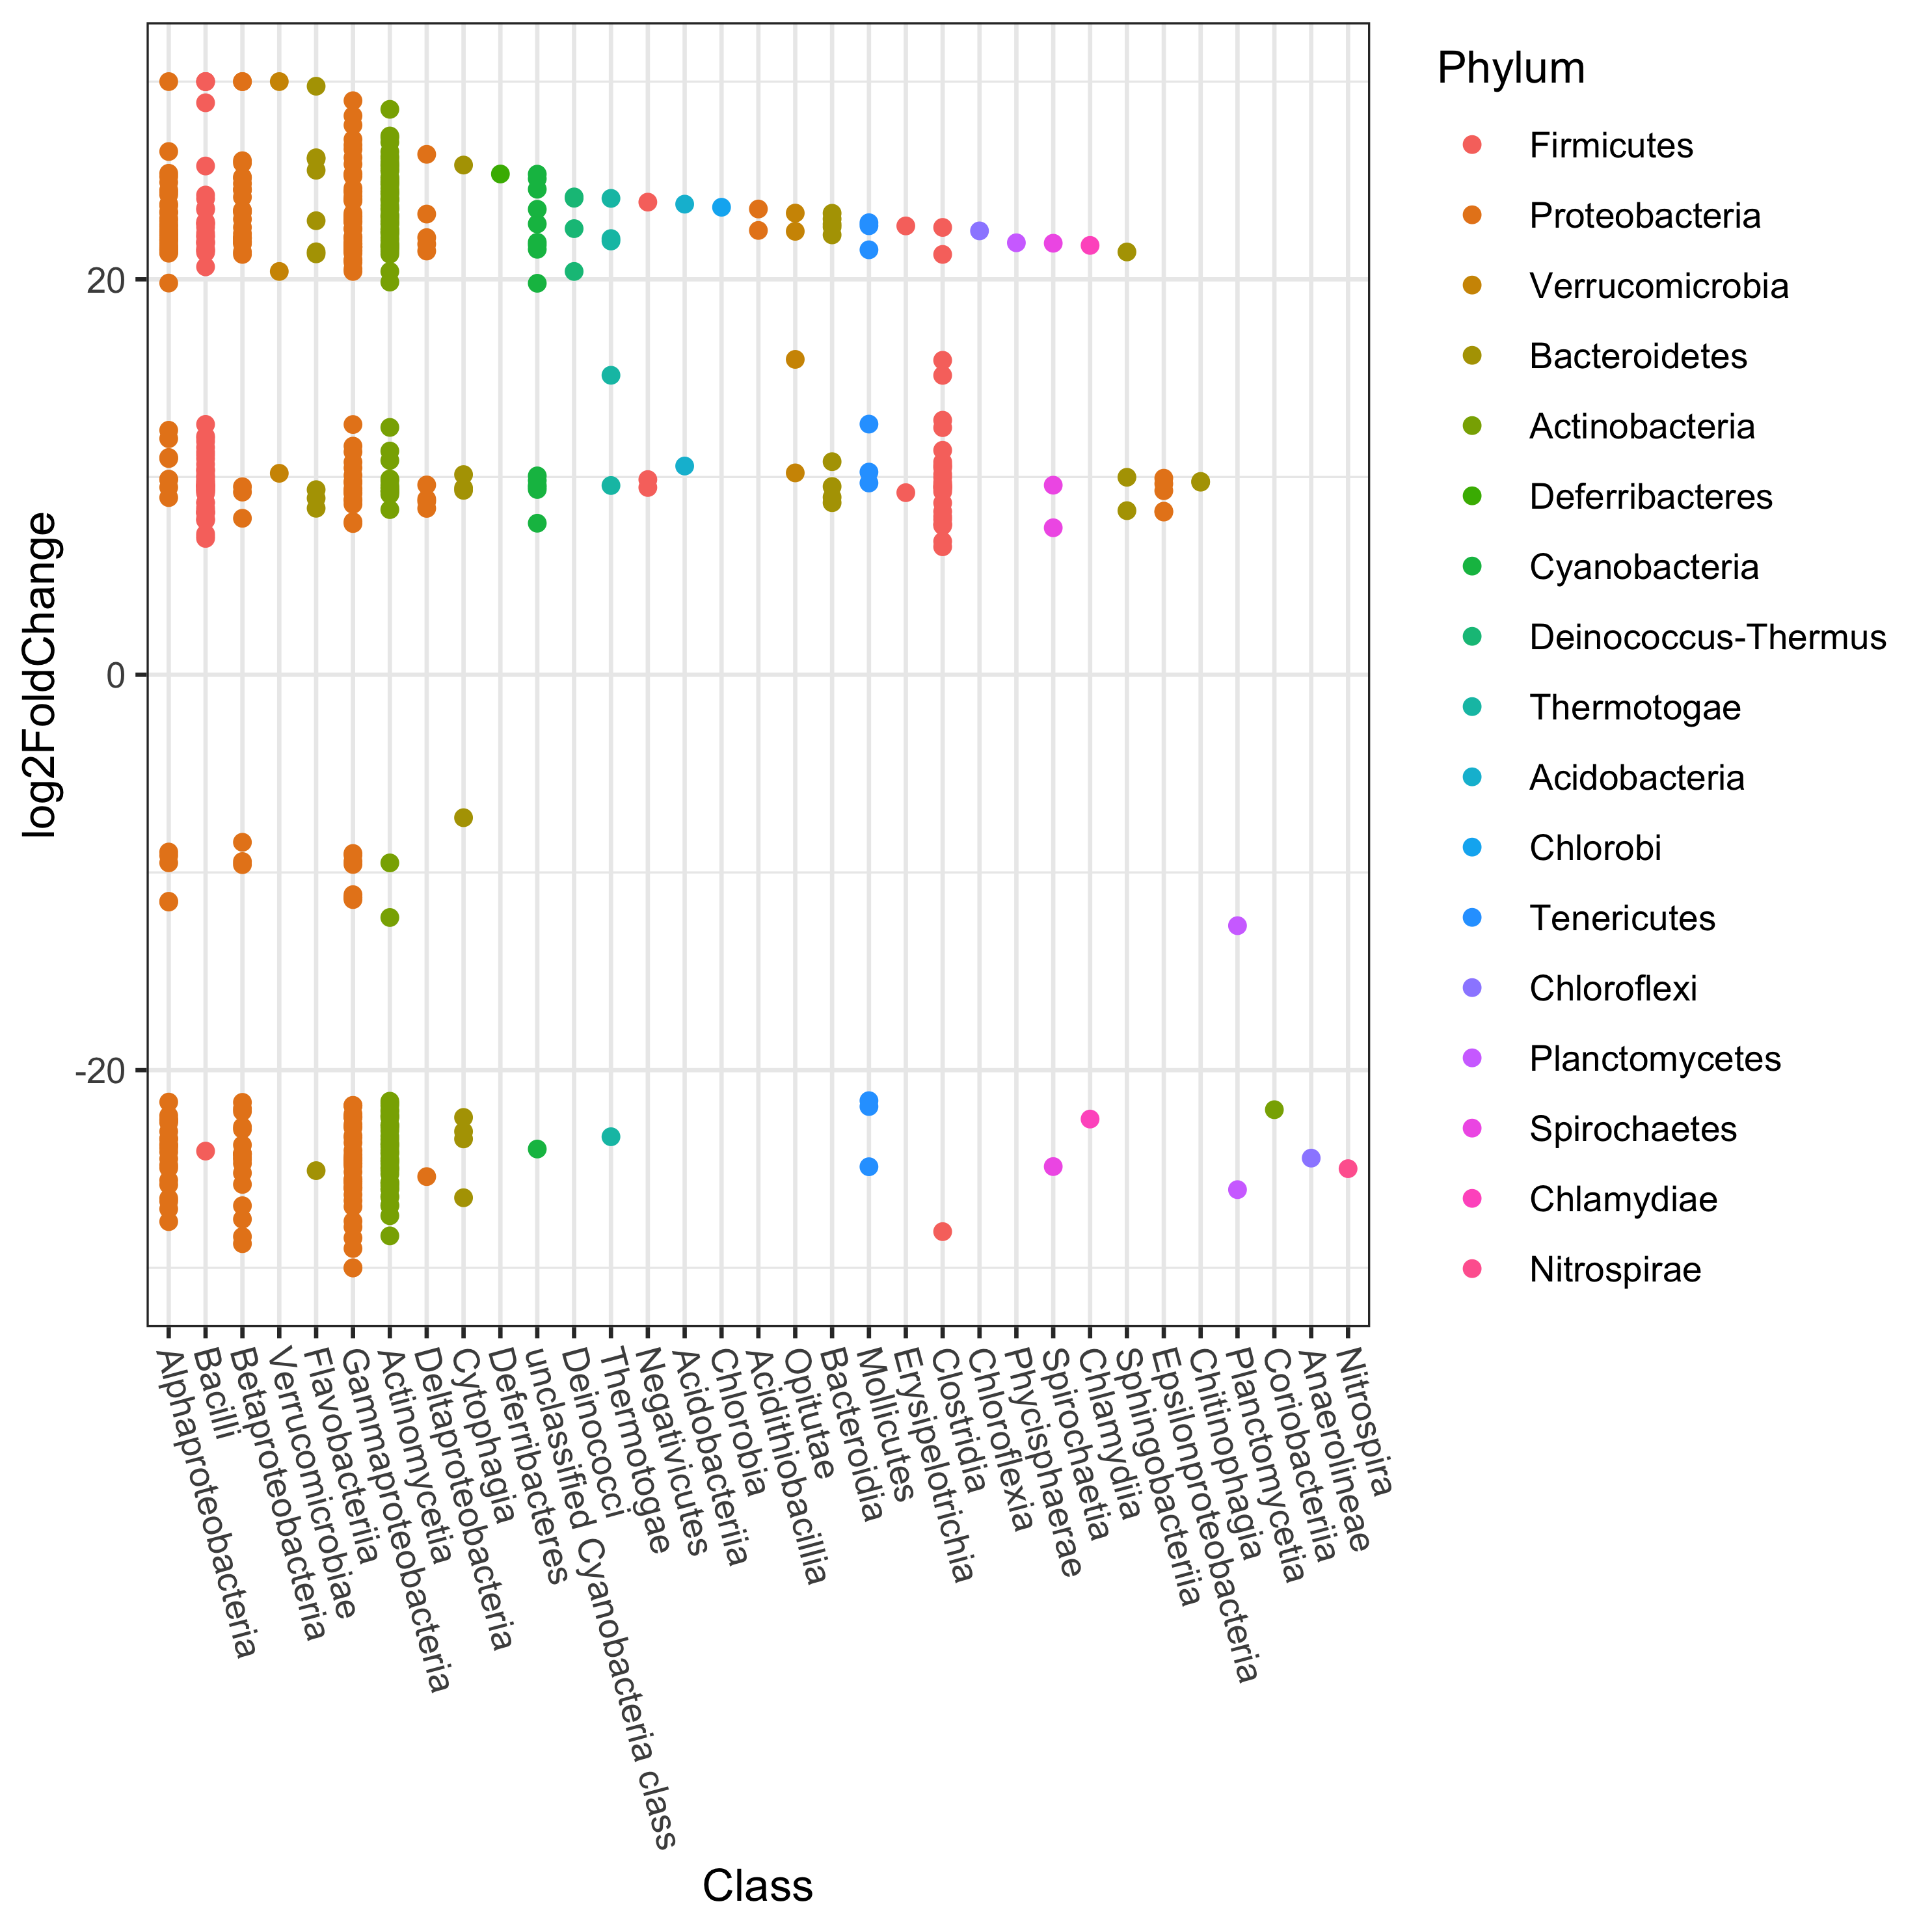 Phylum
Firmicutes
Proteobacteria
Verrucomicrobia
Bacteroidetes
Actinobacteria
Deferribacteres
Cyanobacteria
Deinococcus-Thermus
Thermotogae
Acidobacteria
Chlorobi
Tenericutes
Chloroflexi
Planctomycetes
Spirochaetes
Chlamydiae
Nitrospirae
log2FoldChange
20
0
-20
Alphaproteobacteria
Bacilli
Betaproteobacteria
Verrucomicrobiae
Flavobacteriia
Gammaproteobacteria
Actinomycetia
Deltaproteobacteria
Cytophagia
Deferribacteres
unclassified Cyanobacteria class
Deinococci
Thermotogae
Negativicutes
Acidobacteriia
Chlorobia
Acidithiobacillia
Opitutae
Bacteroidia
Mollicutes
Erysipelotrichia
Clostridia
Chloroflexia
Phycisphaerae
Spirochaetia
Chlamydiia
Sphingobacteriia
Epsilonproteobacteria
Chitinophagia
Planctomycetia
Coriobacteriia
Anaerolineae
Nitrospira
Class